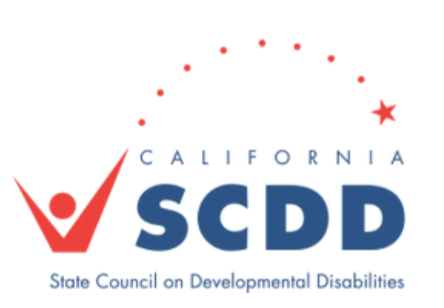 CALIFORNIA
SCDD
State Council on Developmental Disabilities